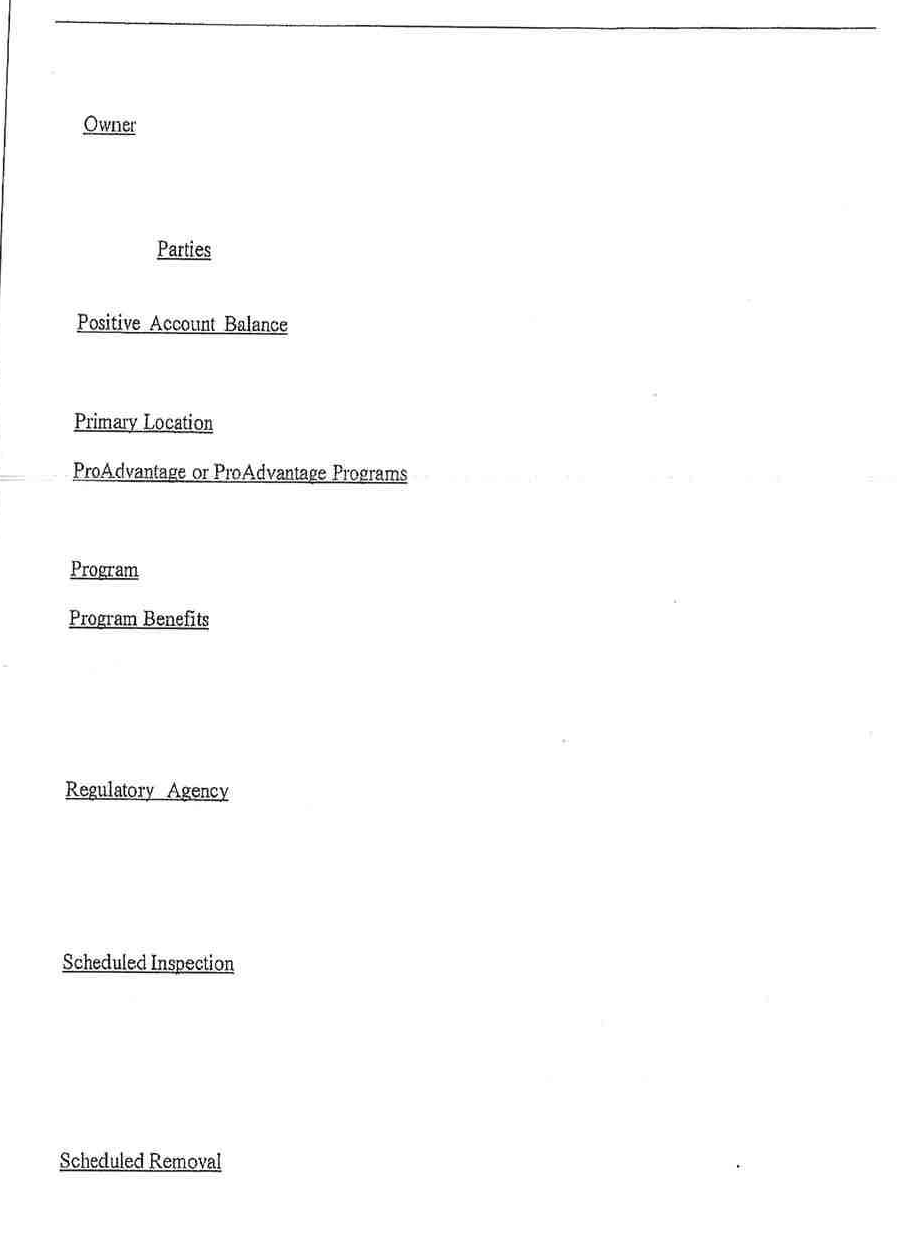 Owner
Parties
Positive Account Balance
Primary Location
ProAdvantage or ProAdvantage Programs
Program
Program Benefits
Regulatory Agency
Scheduled Inspection
Scheduled Removal